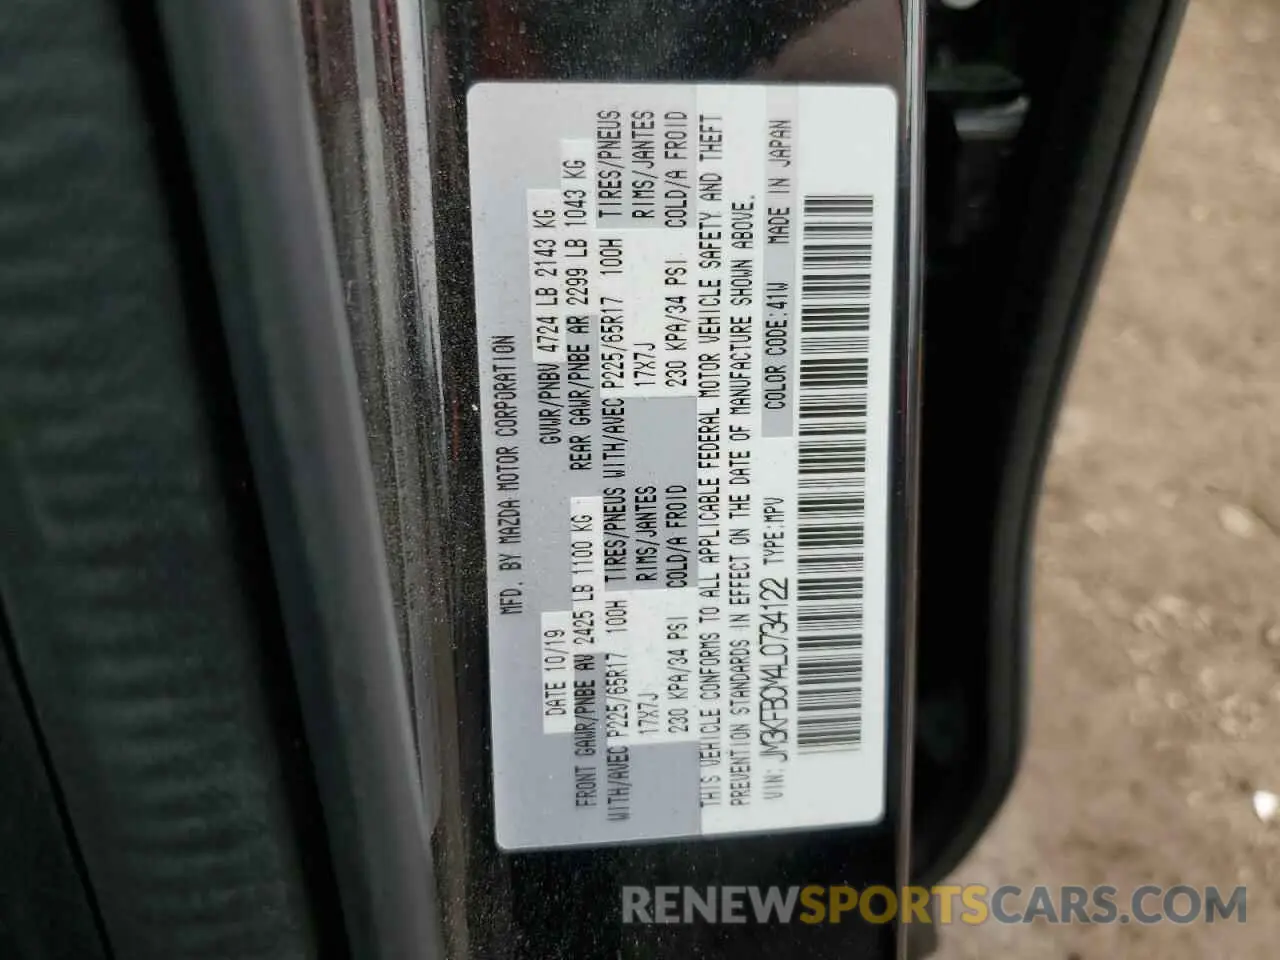 MFD. BY MAZDA MOTOR CORPORATION
DATE 10/19 GVWR/PNBV 4724 LB 2143 KG
FRONT GAWR/PNBE AV 2425 LB 1100 KG REAR GAWR/PNBE AR 2299 LB 1043 KG
WITH/AVEC P225/65R17 100H TIRES/PNEUS WITH/AVEC P225/65R17 100H TIRES/PNEUS
17X7J RIMS/JANTES 17X7J RIMS/JANTES
230 KPA/34 PSI COLD/A FROID 230 KPA/34 PSI COLD/A FROID
THIS VEHICLE CONFORMS TO ALL APPLICABLE FEDERAL MOTOR VEHICLE SAFETY AND THEFT
PREVENTION STANDARDS IN EFFECT ON THE DATE OF MANUFACTURE SHOWN ABOVE.
VIN: JM3KFBCM4L0734122 TYPE:MPV COLOR CODE:41W MADE IN JAPAN
RENEWSPORTSCARS.COM